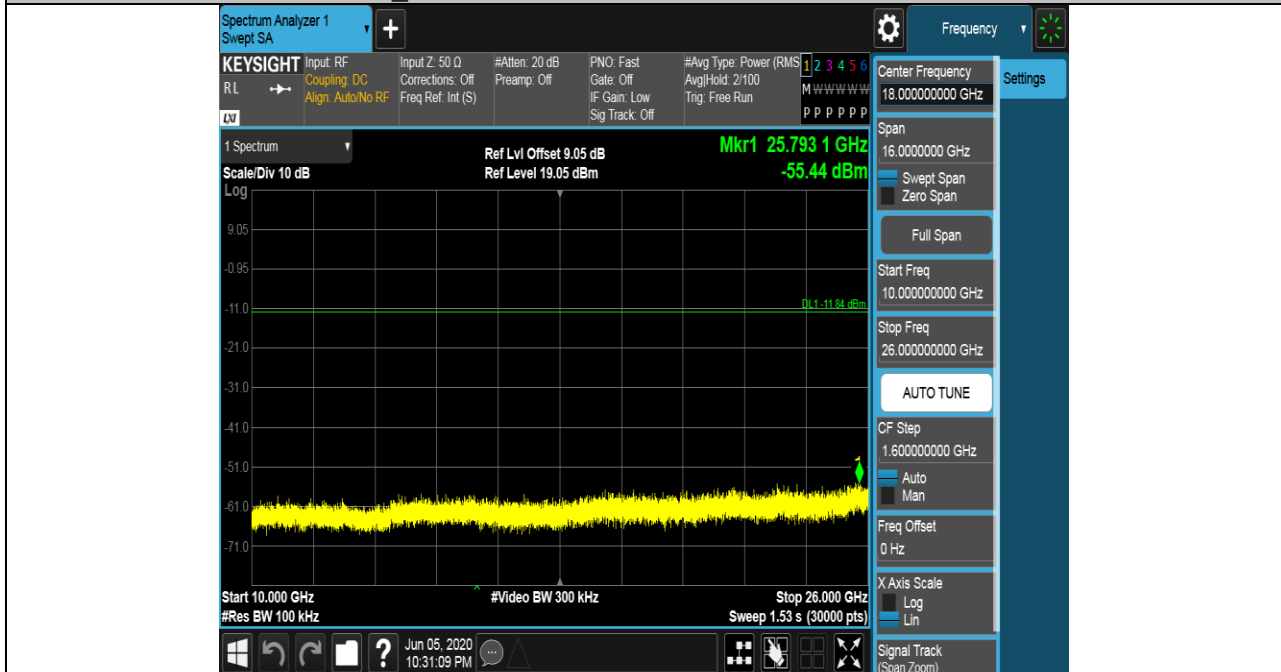 Spectrum Analyzer 1
Swept SA
+
Frequency
KEYSIGHT
RL
LXI
Input: RF
Coupling: DC
Align: Auto/No RF
Input Z: 50 Ω
Corrections: Off
Freq Ref: Int (S)
#Atten: 20 dB
Preamp: Off
PNO: Fast
Gate: Off
IF Gain: Low
Sig Track: Off
#Avg Type: Power (RMS
Avg|Hold: 2/100
Trig: Free Run
1 2 3 4 5 6
M W W W W W
P P P P P P
Center Frequency
18.000000000 GHz
Settings
Span
16.0000000 GHz
Swept Span
Zero Span
Full Span
Start Freq
10.000000000 GHz
Stop Freq
26.000000000 GHz
AUTO TUNE
CF Step
1.600000000 GHz
Auto
Man
Freq Offset
0 Hz
X Axis Scale
Log
Lin
Signal Track
(Span Zoom)
1 Spectrum
Scale/Div 10 dB
Log
Ref Lvl Offset 9.05 dB
Ref Level 19.05 dBm
Mkr1 25.793 1 GHz
-55.44 dBm
9.05
-0.95
-11.0
DL1 -11.84 dBm
-21.0
-31.0
-41.0
-51.0
1
-61.0
-71.0
Start 10.000 GHz
#Res BW 100 kHz
#Video BW 300 kHz
Stop 26.000 GHz
Sweep 1.53 s (30000 pts)
?
Jun 05, 2020
10:31:09 PM